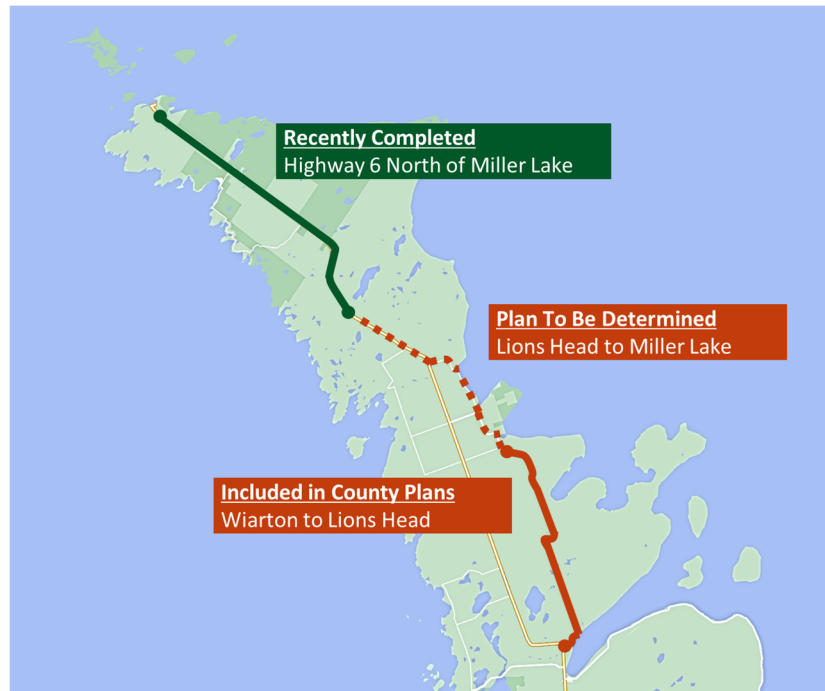 Recently Completed
Highway 6 North of Miller Lake
Plan To Be Determined
Lions Head to Miller Lake
Included in County Plans
Wiarton to Lions Head